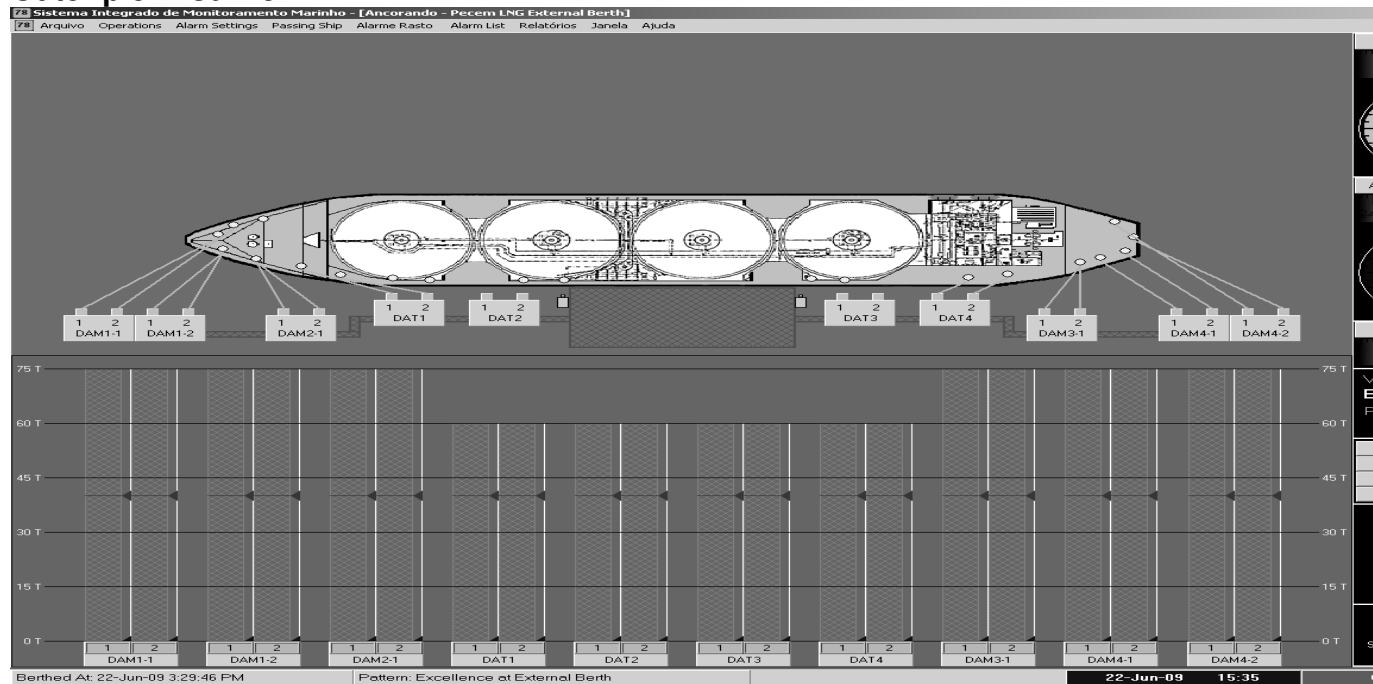 78 Sistema Integrado de Monitoramento Marinho - [Ancorando - Pecem LNG External Berth]
78 Arquivo Operations Alarm Settings Passing Ship Alarme Rasto Alarm List Relatórios Janela Ajuda
1 2 1 2 1 2 1 2 1 2 1 2 1 2 1 2 1 2 1 2
DAM1-1 DAM1-2 DAM2-1 DAT1 DAT2 DAT3 DAT4 DAM3-1 DAM4-1 DAM4-2
75 T 75 T
60 T 60 T
45 T 45 T
30 T 30 T
15 T 15 T
0 T 0 T
1 2 1 2 1 2 1 2 1 2 1 2 1 2 1 2 1 2 1 2
DAM1-1 DAM1-2 DAM2-1 DAT1 DAT2 DAT3 DAT4 DAM3-1 DAM4-1 DAM4-2
Berthed At: 22-Jun-09 3:29:46 PM Pattern: Excellence at External Berth 22-Jun-09 15:35